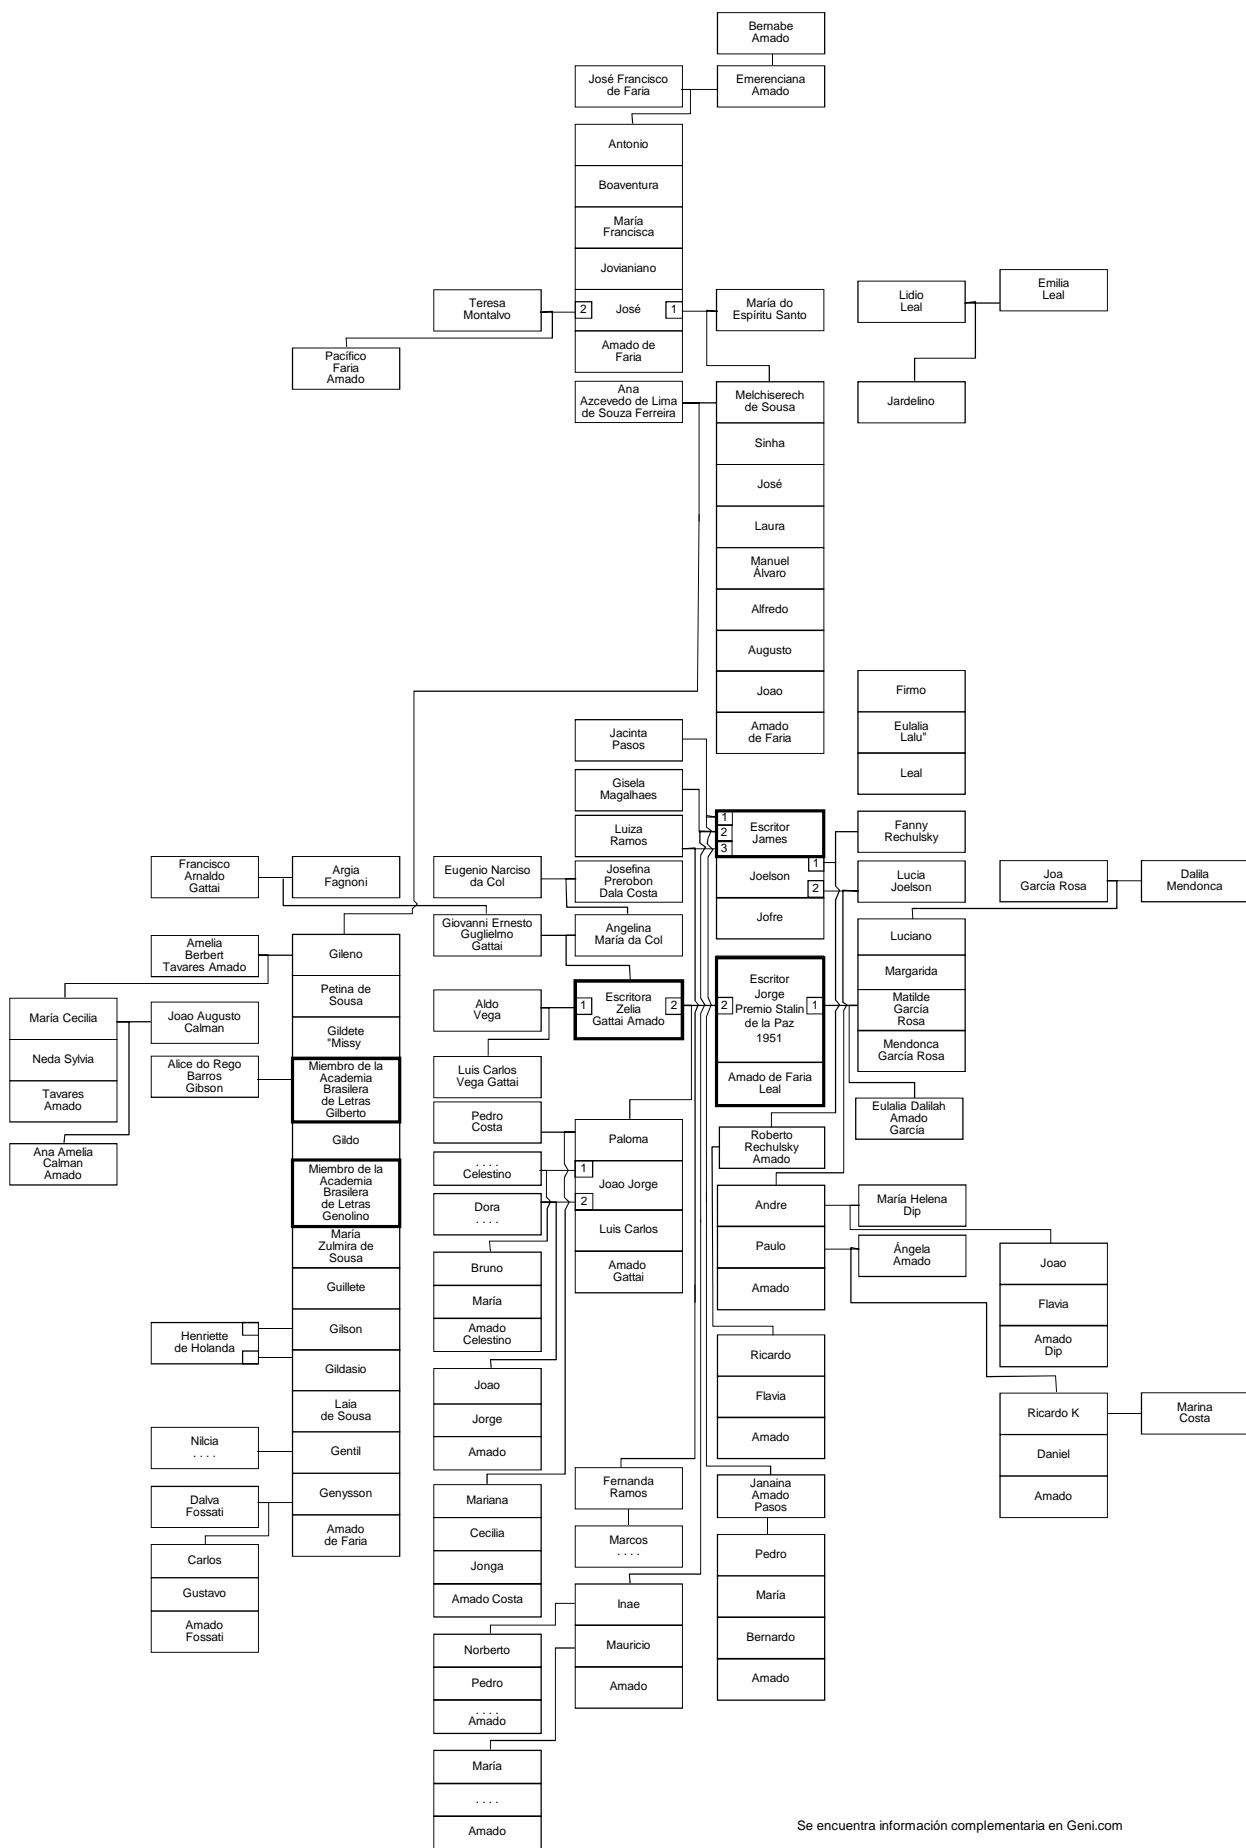 Bernabe
Amado
José Francisco
de Faria
Emerenciana
Amado
Antonio
Boaventura
María
Francisca
Jovianiano
Teresa
Montalvo
2
José
1
María do
Espíritu Santo
Lidio
Leal
Emilia
Leal
Pacífico
Faria
Amado
Amado de
Faria
Ana
Azcevedo de Lima
de Souza Ferreira
Melchiserech
de Sousa
Jardelino
Sinha
José
Laura
Manuel
Álvaro
Alfredo
Augusto
Joao
Amado
de Faria
Firmo
Eulalia
Lalu"
Leal
Jacinta
Pasos
Gisela
Magalhaes
Luiza
Ramos
1
2
3
Escritor
James
Fanny
Rechulsky
Francisco
Arnaldo
Gattai
Argia
Fagnoni
Eugenio Narciso
da Col
Josefina
Prerobon
Dala Costa
1
Joelson
2
Lucia
Joelson
Joa
García Rosa
Dalila
Mendonca
Jofre
Giovanni Ernesto
Guglielmo
Gattai
Angelina
María da Col
Luciano
Amelia
Berbert
Tavares Amado
Gileno
Margarida
Petina de
Sousa
Aldo
Vega
1
Escritora
Zelia
Gattai Amado
2
2
Escritor
Jorge
Premio Stalin
de la Paz
1951
1
Matilde
García
Rosa
Mendonca
García Rosa
María Cecilia
Joao Augusto
Calman
Gildete
"Missy
Neda Sylvia
Tavares
Amado
Alice do Rego
Barros
Gibson
Miembro de la
Academia
Brasilera
de Letras
Gilberto
Luis Carlos
Vega Gattai
Amado de Faria
Leal
Eulalia Dalilah
Amado
García
Pedro
Costa
Paloma
Roberto
Rechulsky
Amado
Ana Amelia
Calman
Amado
Gildo
. . . .
Celestino
1
Joao Jorge
2
Miembro de la
Academia
Brasilera
de Letras
Genolino
Dora
. . . .
Andre
María Helena
Dip
María
Zulmira de
Sousa
Luis Carlos
Paulo
Ángela
Amado
Bruno
Amado
Gattai
Joao
Guillete
María
Amado
Flavia
Henriette
de Holanda
Gilson
Amado
Celestino
Amado
Dip
Gildasio
Joao
Ricardo
Laia
de Sousa
Jorge
Flavia
Ricardo K
Marina
Costa
Nilcia
. . . .
Gentil
Amado
Amado
Daniel
Dalva
Fossati
Genysson
Mariana
Fernanda
Ramos
Janaina
Amado
Pasos
Amado
Amado
de Faria
Cecilia
Marcos
. . . .
Carlos
Jonga
Pedro
Gustavo
Amado Costa
Inae
María
Amado
Fossati
Norberto
Mauricio
Bernardo
Pedro
Amado
Amado
. . . .
Amado
María
. . . .
Amado
Se encuentra información complementaria en Geni.com